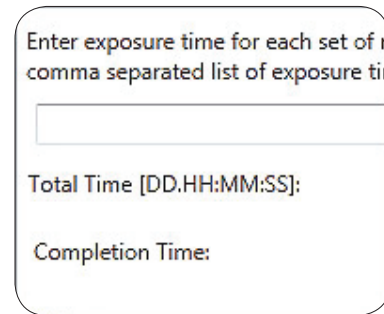 Enter exposure time for each set of
comma separated list of exposure
Total Time [DD.HH:MM:SS]:
Completion Time: